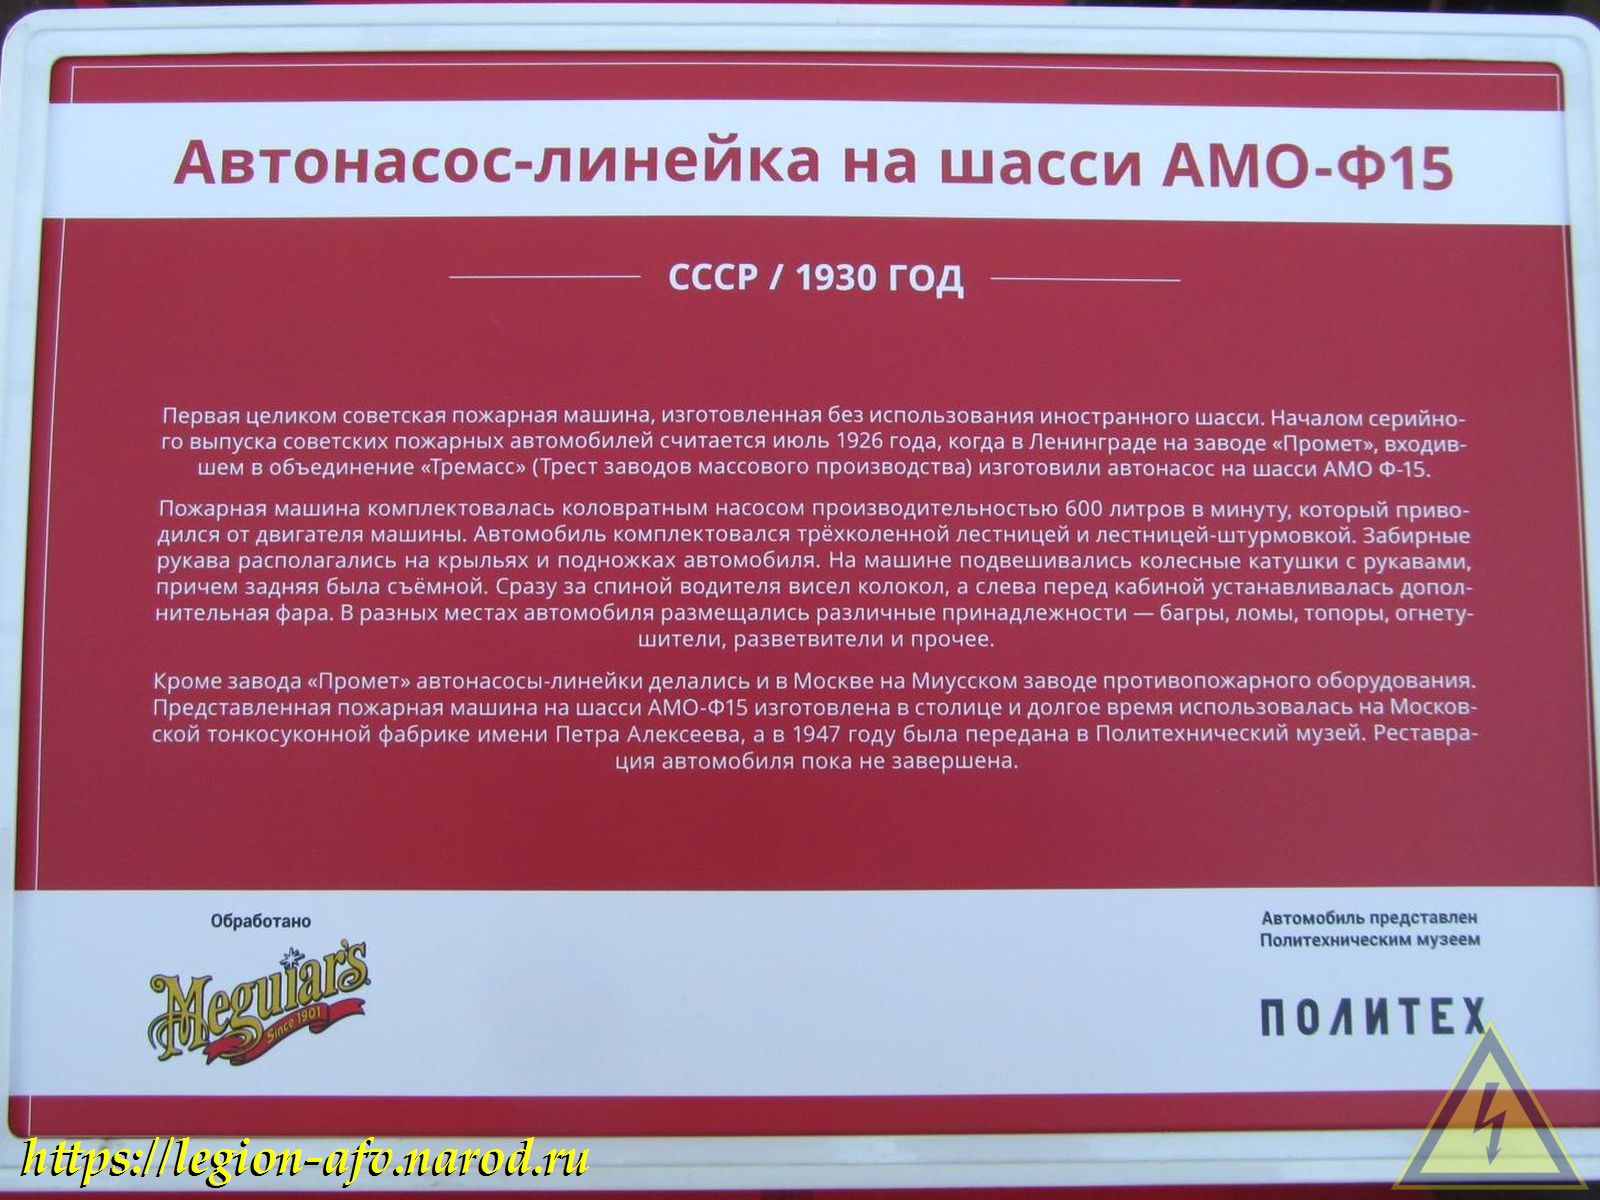 Автонасос-линейка на шасси АМО-Ф15
СССР / 1930 ГОД
Первая целиком советская пожарная машина, изготовленная без использования иностранного шасси. Началом серийно-
го выпуска советских пожарных автомобилей считается июль 1926 года, когда в Ленинграде на заводе «Промет», входив-
шем в объединение «Тремасс» (Трест заводов массового производства) изготовили автонасос на шасси АМО Ф-15.
Пожарная машина комплектовалась коловратным насосом производительностью 600 литров в минуту, который приво-
дился от двигателя машины. Автомобиль комплектовался трёхколенной лестницей и лестницей-штурмовкой. Забирные
рукава располагались на крыльях и подножках автомобиля. На машине подвешивались колесные катушки с рукавами,
причем задняя была съёмной. Сразу за спиной водителя висел колокол, а слева перед кабиной устанавливалась допол-
нительная фара. В разных местах автомобиля размещались различные принадлежности — багры, ломы, топоры, огнету-
шители, разветвители и прочее.
Кроме завода «Промет» автонасосы-линейки делались и в Москве на Миусском заводе противопожарного оборудования.
Представленная пожарная машина на шасси АМО-Ф15 изготовлена в столице и долгое время использовалась на Москов-
ской тонкосуконной фабрике имени Петра Алексеева, а в 1947 году была передана в Политехнический музей. Реставра-
ция автомобиля пока не завершена.
Обработано
Meguiar's
Since 1901
Автомобиль представлен
Политехническим музеем
ПОЛИТЕХ
https://legion-afv.narod.ru